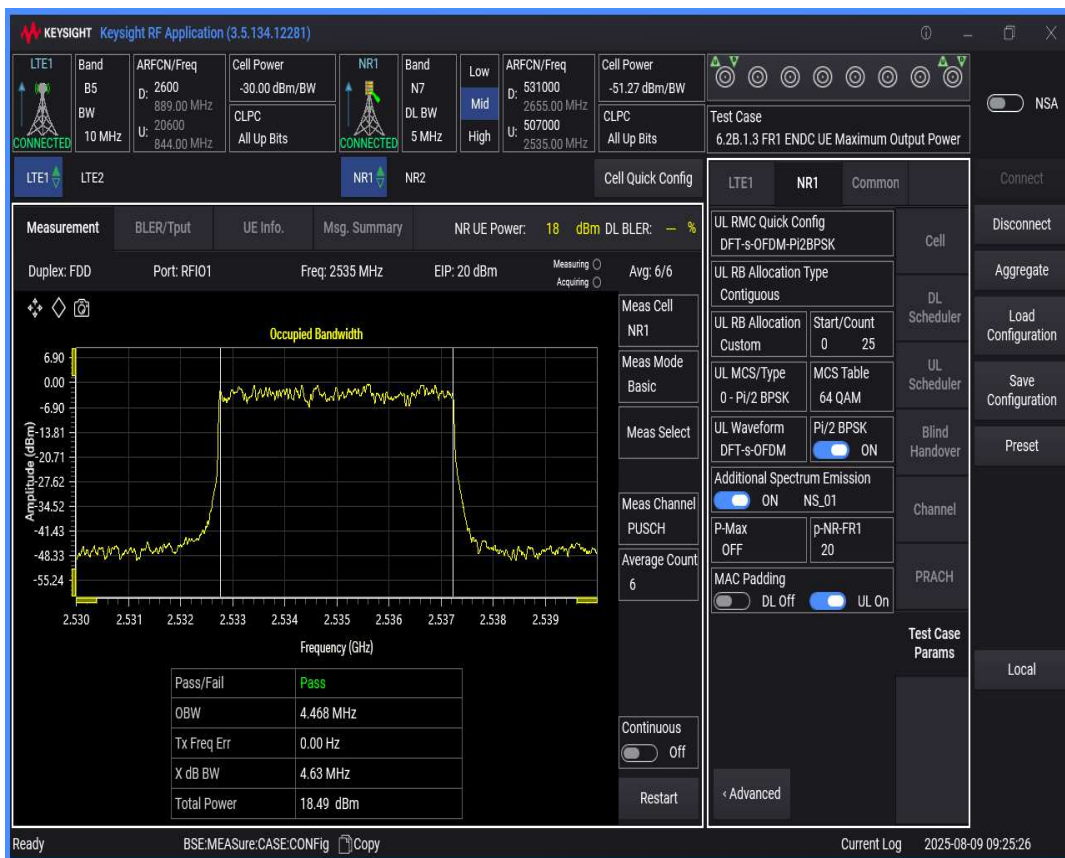 KEYSIGHT Keysight RF Application (3.5.134.12281)
LTE1
CONNECTED
Band
B5
BW
10 MHz
ARFCN/Freq
D: 2600
889.00 MHz
U: 20600
844.00 MHz
Cell Power
-30.00 dBm/BW
CLPC
All Up Bits
NR1
CONNECTED
Band
N7
DL BW
5 MHz
Low
Mid
High
ARFCN/Freq
D: 531000
2655.00 MHz
U: 507000
2535.00 MHz
Cell Power
-51.27 dBm/BW
CLPC
All Up Bits
Test Case
6.2B.1.3 FR1 ENDC UE Maximum Output Power
NSA
LTE1 LTE2 NR1 NR2 Cell Quick Config
Measurement BLER/Tput UE Info. Msg. Summary NR UE Power: 18 dBm DL BLER: -- %
Duplex: FDD Port: RFIO1 Freq: 2535 MHz EIP: 20 dBm Measuring Acquiring Avg: 6/6
Occupied Bandwidth
6.90
0.00
-6.90
-13.81
-20.71
-27.62
-34.52
-41.43
-48.33
-55.24
Amplitude (dBm)
2.530 2.531 2.532 2.533 2.534 2.535 2.536 2.537 2.538 2.539
Frequency (GHz)
Pass/Fail Pass
OBW 4.468 MHz
Tx Freq Err 0.00 Hz
X dB BW 4.63 MHz
Total Power 18.49 dBm
Meas Cell
NR1
Meas Mode
Basic
Meas Select
Meas Channel
PUSCH
Average Count
6
Continuous
Off
Restart
LTE1 NR1 Common
UL RMC Quick Config
DFT-s-OFDM-Pi2BPSK
UL RB Allocation Type
Contiguous
UL RB Allocation
Custom
Start/Count
0 25
UL MCS/Type
0 - Pi/2 BPSK
MCS Table
64 QAM
UL Waveform
DFT-s-OFDM
Pi/2 BPSK
ON
Additional Spectrum Emission
ON NS_01
P-Max
OFF
p-NR-FR1
20
MAC Padding
DL Off UL On
‹ Advanced
Cell
DL
Scheduler
UL
Scheduler
Blind
Handover
Channel
PRACH
Test Case
Params
Connect
Disconnect
Aggregate
Load
Configuration
Save
Configuration
Preset
Local
Ready BSE:MEASure:CASE:CONFig Copy Current Log 2025-08-09 09:25:26